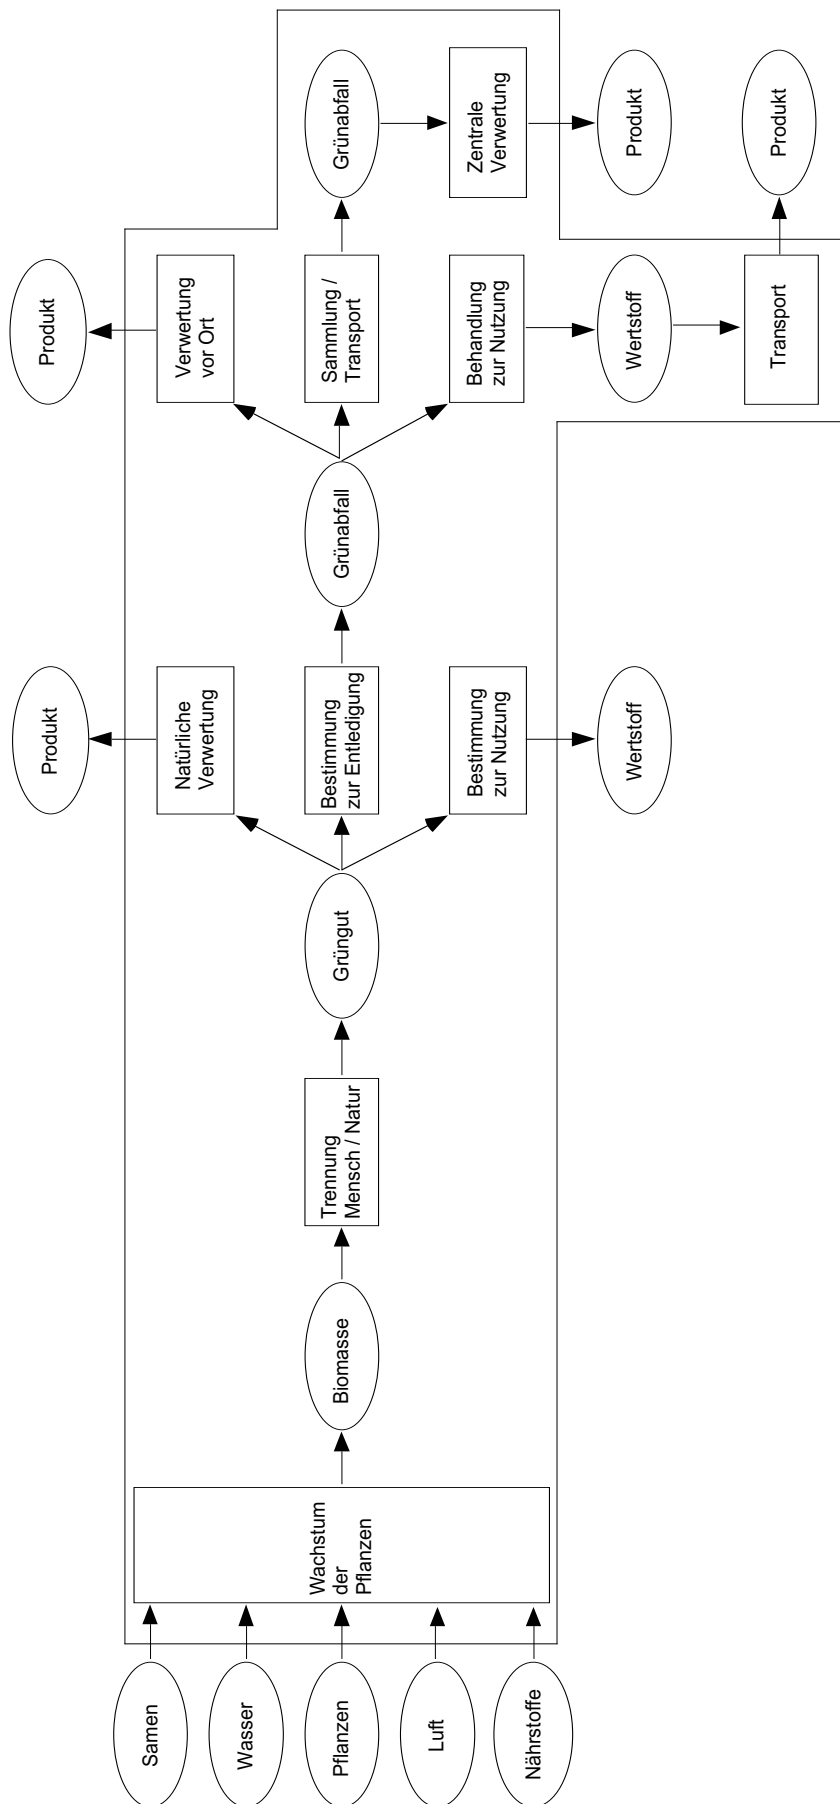 Samen
Wasser
Pflanzen
Luft
Nährstoffe
Wachstum
der
Pflanzen
Biomasse
Trennung
Mensch / Natur
Grüngut
Natürliche
Verwertung
Produkt
Bestimmung
zur Entledigung
Bestimmung
zur Nutzung
Wertstoff
Grünabfall
Verwertung
vor Ort
Produkt
Sammlung /
Transport
Grünabfall
Zentrale
Verwertung
Produkt
Behandlung
zur Nutzung
Wertstoff
Transport
Produkt